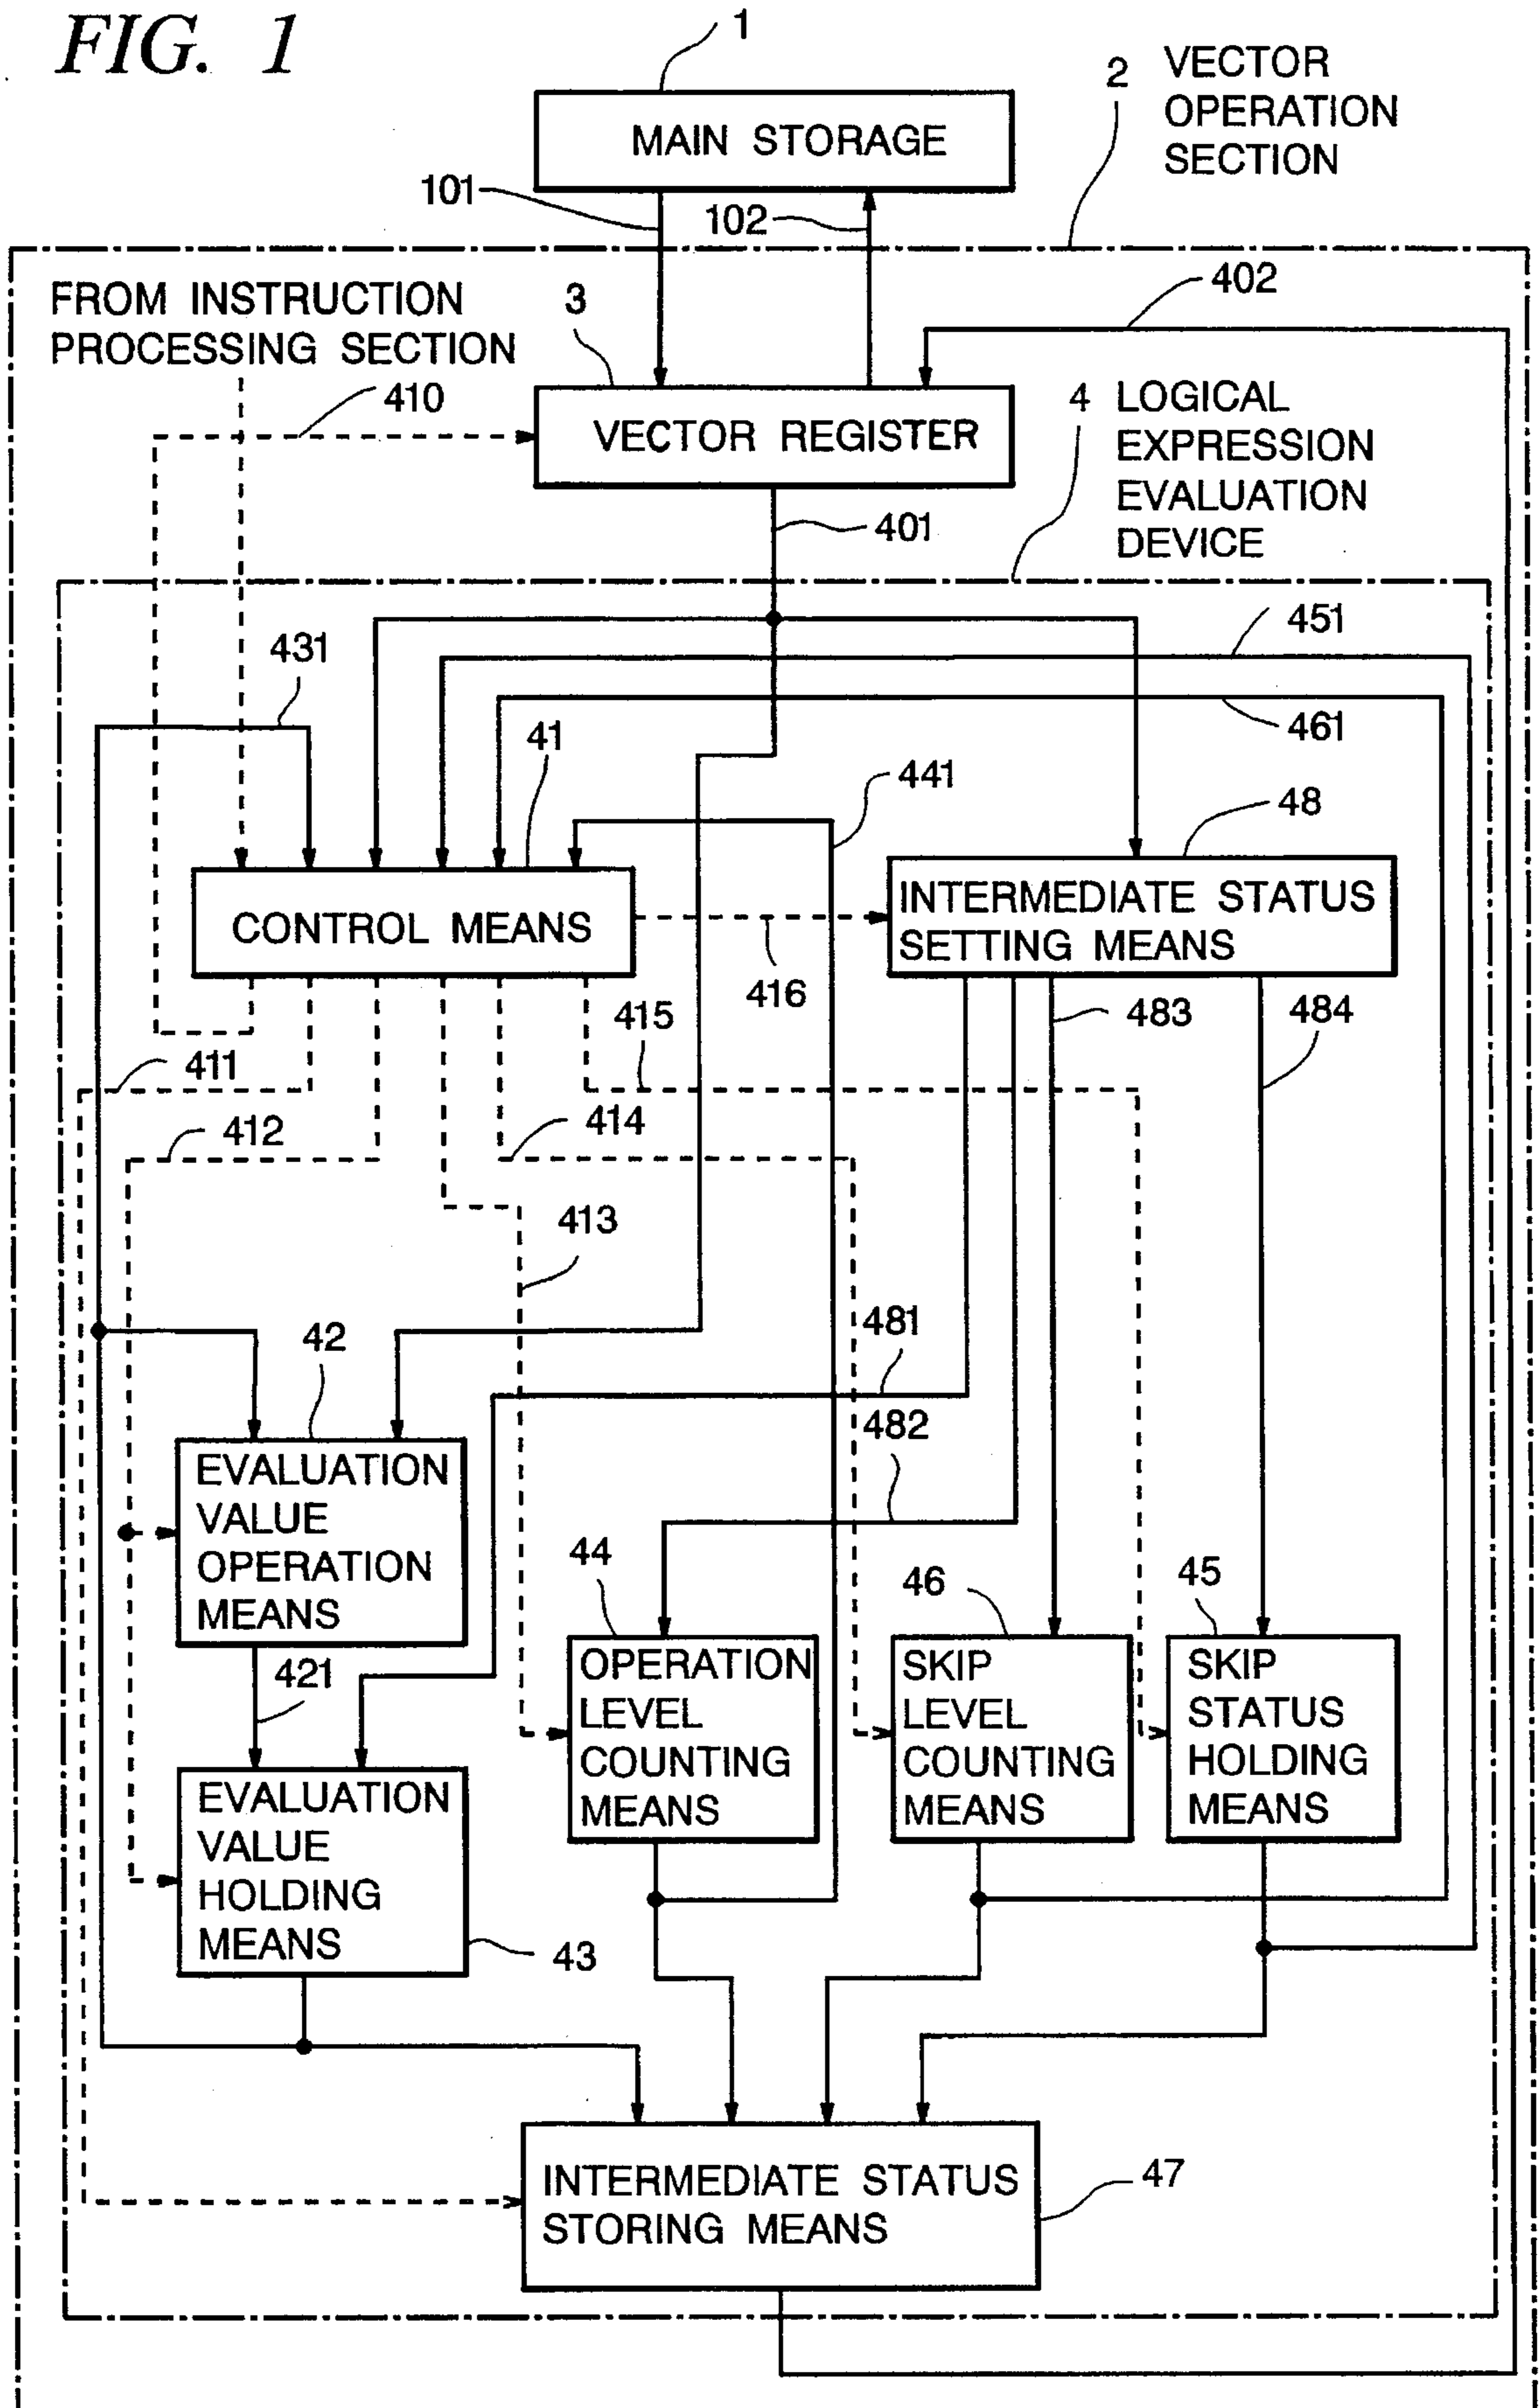 FIG. 1
1
MAIN STORAGE
2
VECTOR
OPERATION
SECTION
101
102
FROM INSTRUCTION
PROCESSING SECTION
3
402
410
VECTOR REGISTER
4 LOGICAL
EXPRESSION
EVALUATION
DEVICE
401
431
451
461
41
441
48
CONTROL MEANS
INTERMEDIATE STATUS
SETTING MEANS
416
415
483
484
411
412
414
413
481
42
482
EVALUATION
VALUE
OPERATION
MEANS
44
46
45
421
OPERATION
LEVEL
COUNTING
MEANS
SKIP
LEVEL
COUNTING
MEANS
SKIP
STATUS
HOLDING
MEANS
EVALUATION
VALUE
HOLDING
MEANS
43
INTERMEDIATE STATUS
STORING MEANS
47